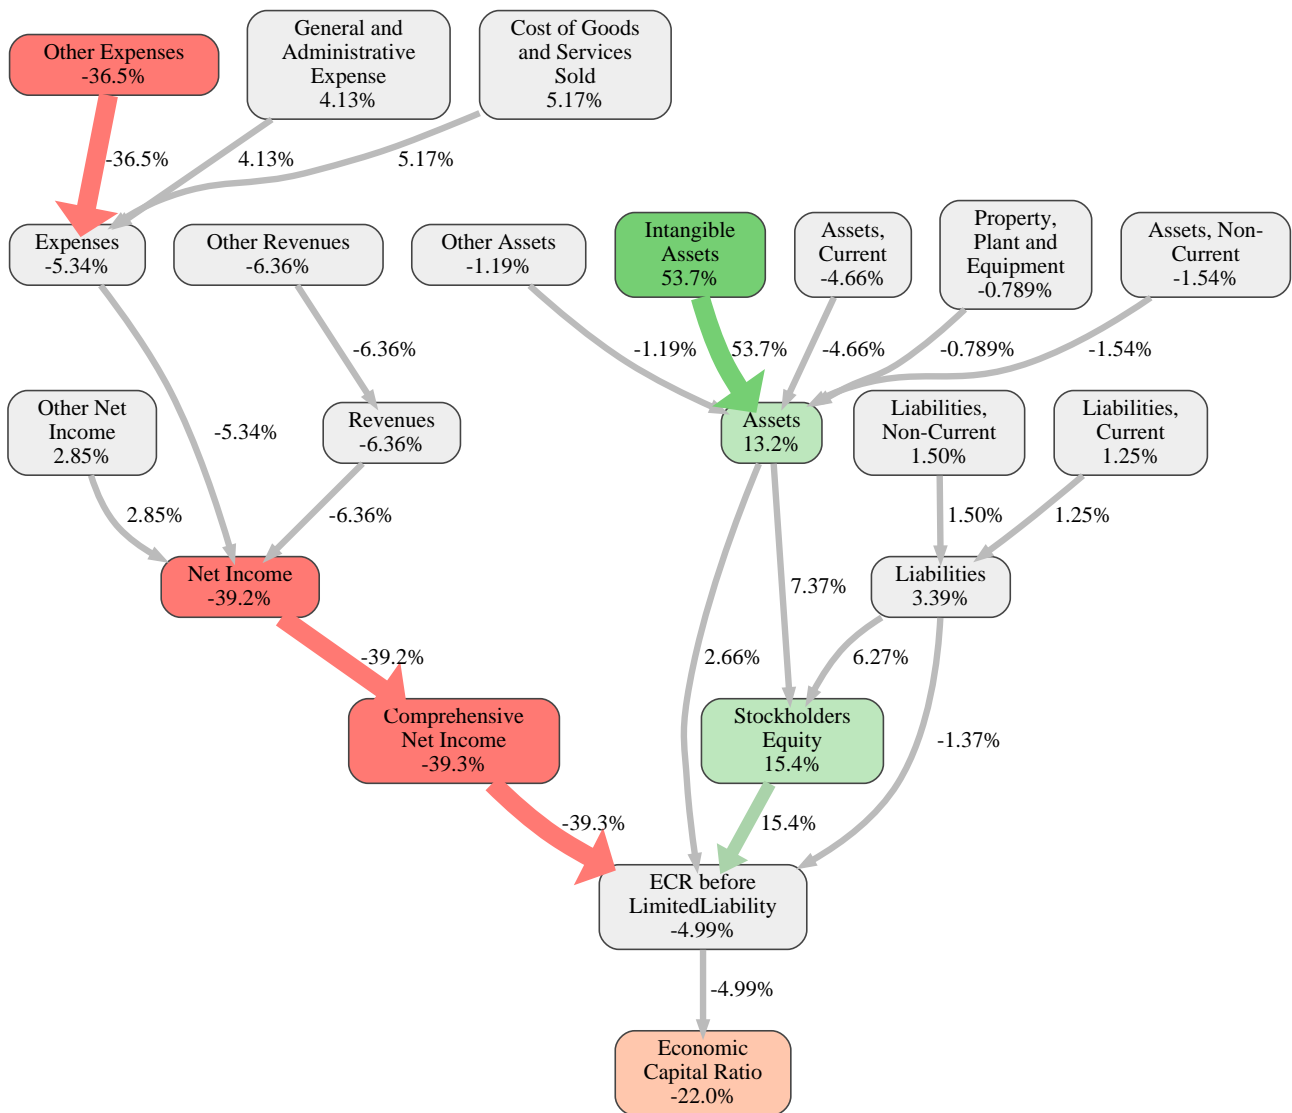 Other Expenses
-36.5%
General and
Administrative
Expense
4.13%
Cost of Goods
and Services
Sold
5.17%
-36.5%
4.13%
5.17%
Expenses
-5.34%
Other Revenues
-6.36%
Other Assets
-1.19%
Intangible
Assets
53.7%
Assets,
Current
-4.66%
Property,
Plant and
Equipment
-0.789%
Assets, Non-
Current
-1.54%
-6.36%
-1.19%
53.7%
-4.66%
-0.789%
-1.54%
Other Net
Income
2.85%
-5.34%
Revenues
-6.36%
Assets
13.2%
Liabilities,
Non-Current
1.50%
Liabilities,
Current
1.25%
2.85%
-6.36%
1.50%
1.25%
Net Income
-39.2%
7.37%
Liabilities
3.39%
-39.2%
2.66%
6.27%
Comprehensive
Net Income
-39.3%
Stockholders
Equity
15.4%
-1.37%
-39.3%
15.4%
ECR before
LimitedLiability
-4.99%
-4.99%
Economic
Capital Ratio
-22.0%